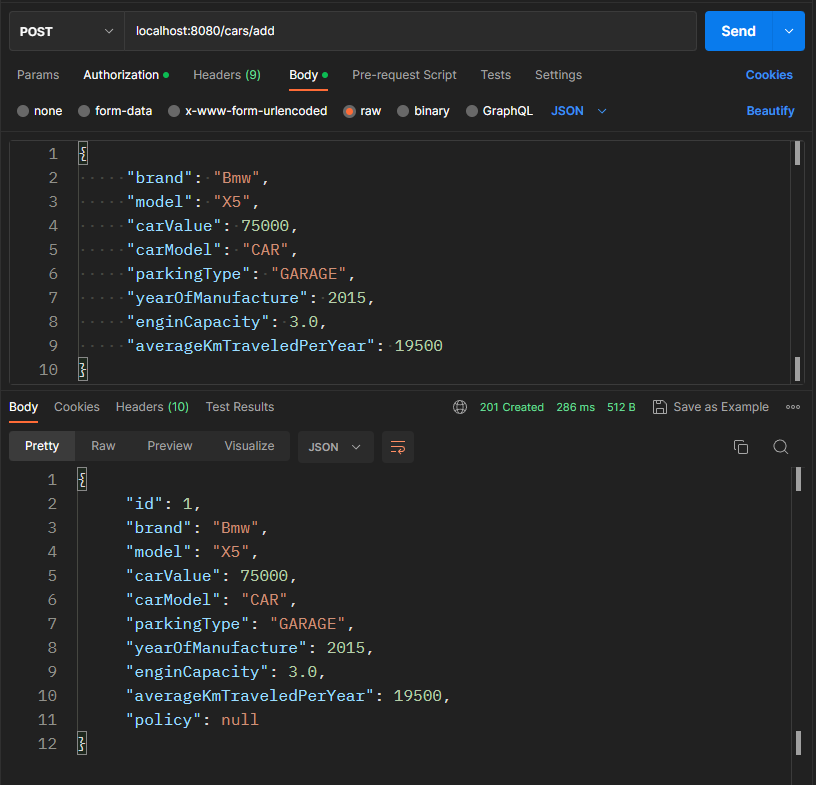 POST localhost:8080/cars/add Send
Params Authorization Headers (9) Body Pre-request Script Tests Settings Cookies
none form-data x-www-form-urlencoded raw binary GraphQL JSON Beautify
1 {
2 "brand": "Bmw",
3 "model": "X5",
4 "carValue": 75000,
5 "carModel": "CAR",
6 "parkingType": "GARAGE",
7 "yearOfManufacture": 2015,
8 "enginCapacity": 3.0,
9 "averageKmTraveledPerYear": 19500
10 }
Body Cookies Headers (10) Test Results 201 Created 286 ms 512 B Save as Example
Pretty Raw Preview Visualize JSON
1 {
2 "id": 1,
3 "brand": "Bmw",
4 "model": "X5",
5 "carValue": 75000,
6 "carModel": "CAR",
7 "parkingType": "GARAGE",
8 "yearOfManufacture": 2015,
9 "enginCapacity": 3.0,
10 "averageKmTraveledPerYear": 19500,
11 "policy": null
12 }